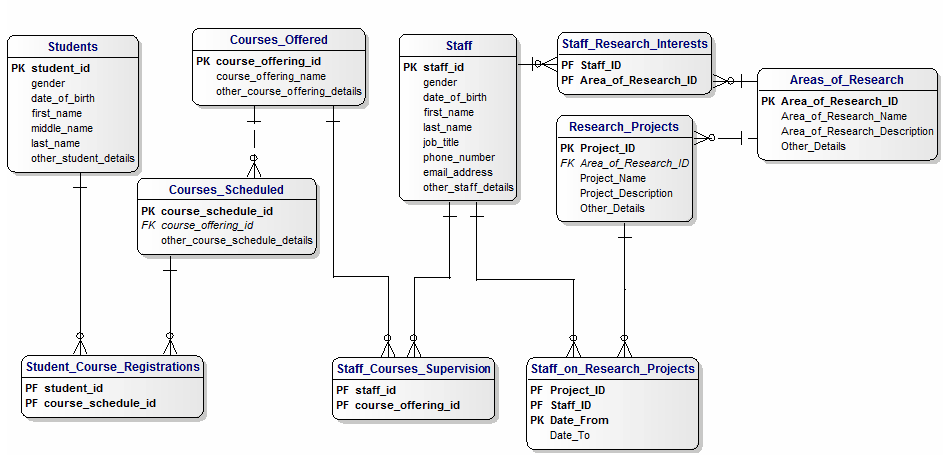 Students
PK student_id
gender
date_of_birth
first_name
middle_name
last_name
other_student_details
Courses_Offered
PK course_offering_id
course_offering_name
other_course_offering_details
Staff
PK staff_id
gender
date_of_birth
first_name
last_name
job_title
phone_number
email_address
other_staff_details
Staff_Research_Interests
PF Staff_ID
PF Area_of_Research_ID
Areas_of_Research
PK Area_of_Research_ID
Area_of_Research_Name
Area_of_Research_Description
Other_Details
Research_Projects
PK Project_ID
FK Area_of_Research_ID
Project_Name
Project_Description
Other_Details
Courses_Scheduled
PK course_schedule_id
FK course_offering_id
other_course_schedule_details
Student_Course_Registrations
PF student_id
PF course_schedule_id
Staff_Courses_Supervision
PF staff_id
PF course_offering_id
Staff_on_Research_Projects
PF Project_ID
PF Staff_ID
PK Date_From
Date_To